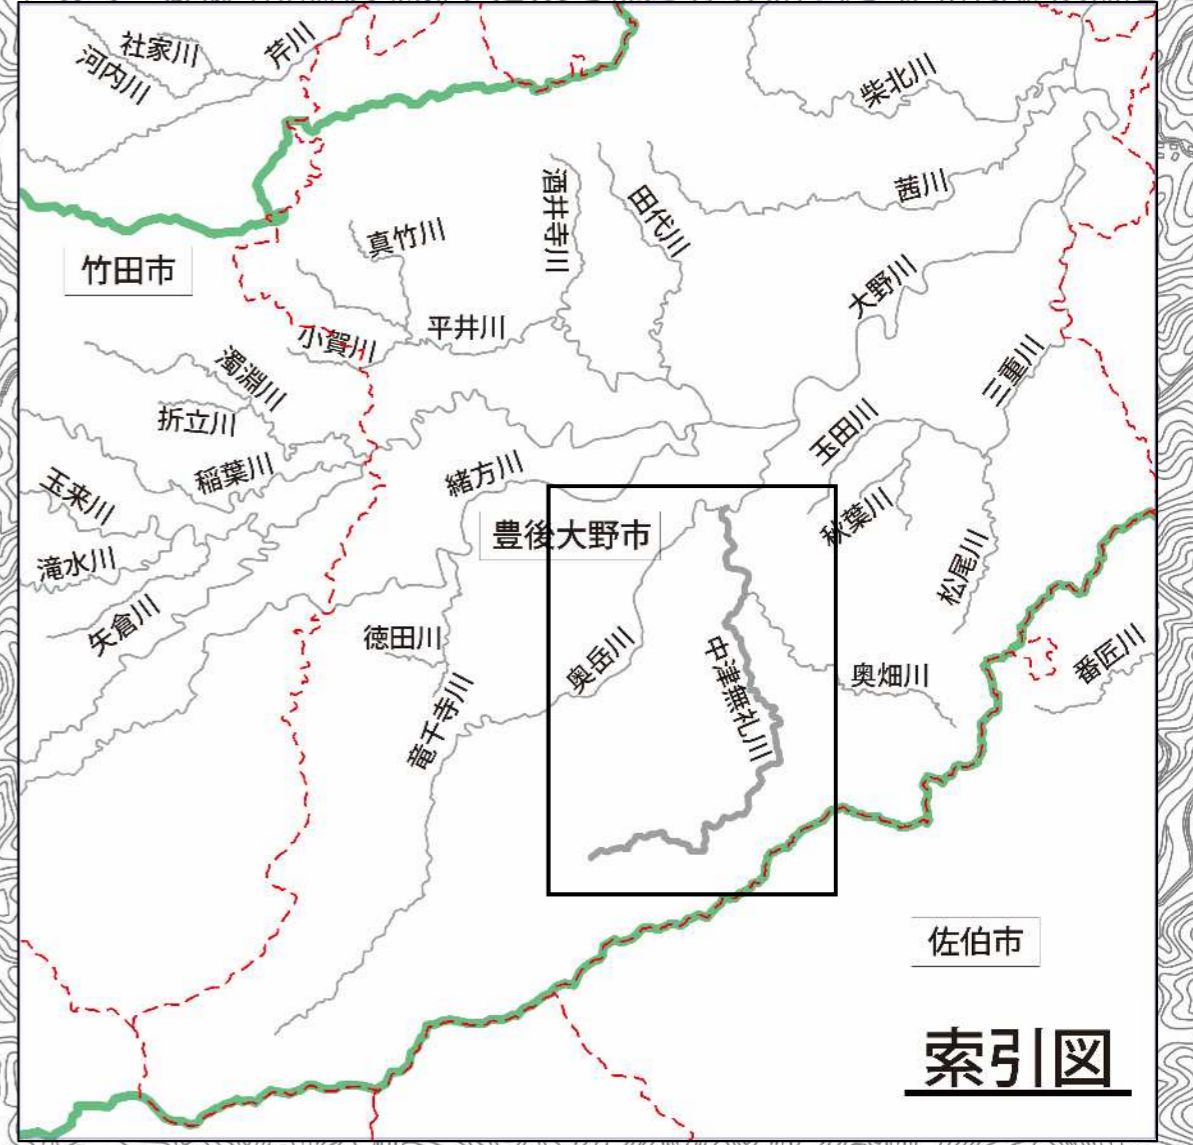 社家川
芹川
河内川
柴北川
茜川
酒井寺川
田代川
真竹川
竹田市
大野川
平井川
小賀川
三重川
濁淵川
折立川
玉田川
稲葉川
緒方川
玉来川
豊後大野市
秋葉川
滝水川
松尾川
矢倉川
徳田川
奥岳川
中津無礼川
奥畑川
番匠川
竜千寺川
佐伯市
索引図